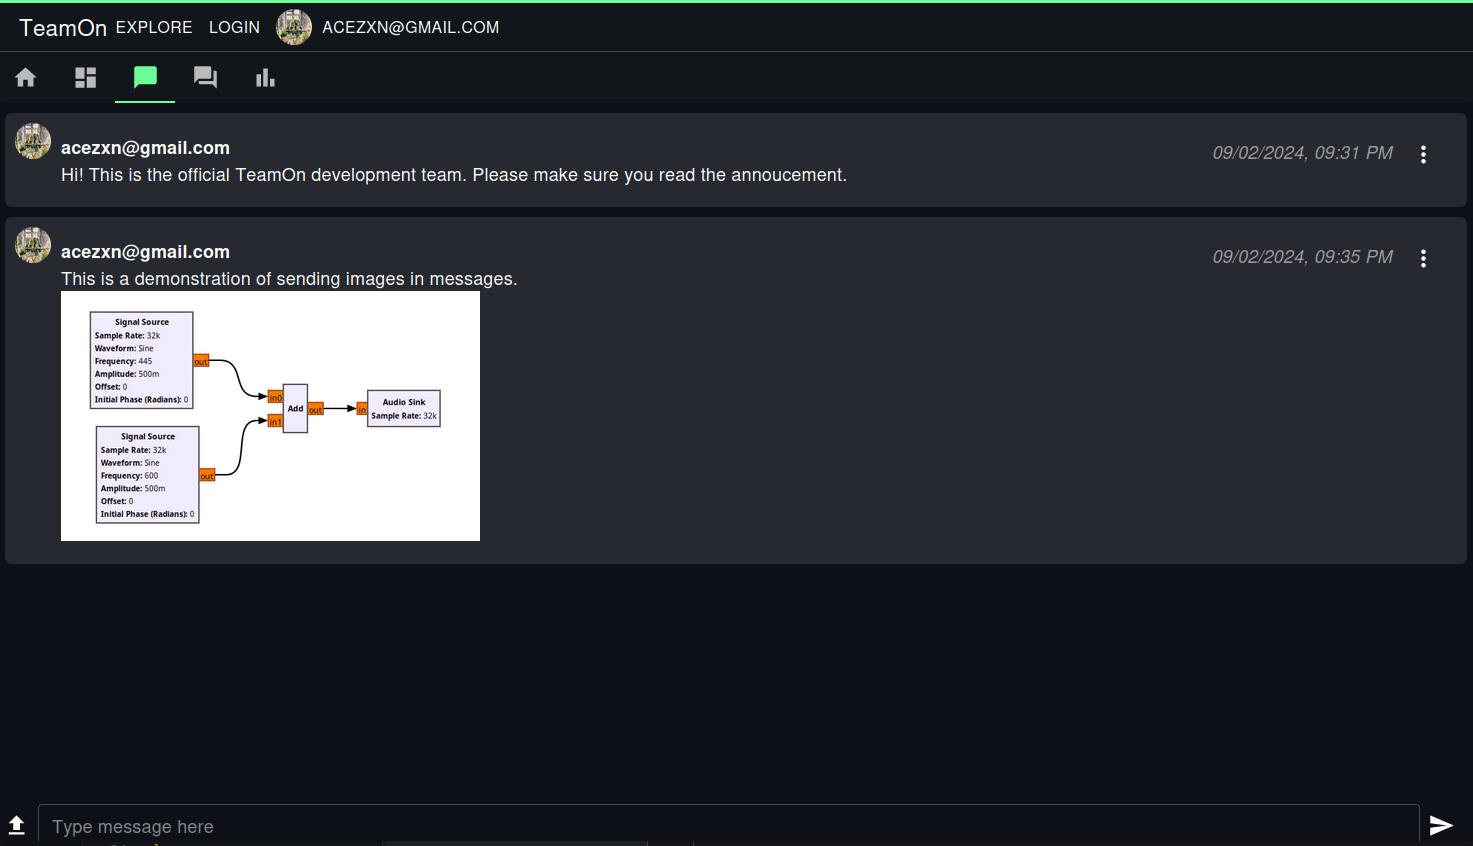 TeamOn EXPLORE LOGIN ACEZXN@GMAIL.COM
acezxn@gmail.com
09/02/2024, 09:31 PM
Hi! This is the official TeamOn development team. Please make sure you read the annoucement.
acezxn@gmail.com
09/02/2024, 09:35 PM
This is a demonstration of sending images in messages.
Signal Source
Sample Rate: 32k
Waveform: Sine
Frequency: 445
Amplitude: 500m
Offset: 0
Initial Phase (Radians): 0
out
in0
in1
Add
out
in
Audio Sink
Sample Rate: 32k
Signal Source
Sample Rate: 32k
Waveform: Sine
Frequency: 600
Amplitude: 500m
Offset: 0
Initial Phase (Radians): 0
out
Type message here